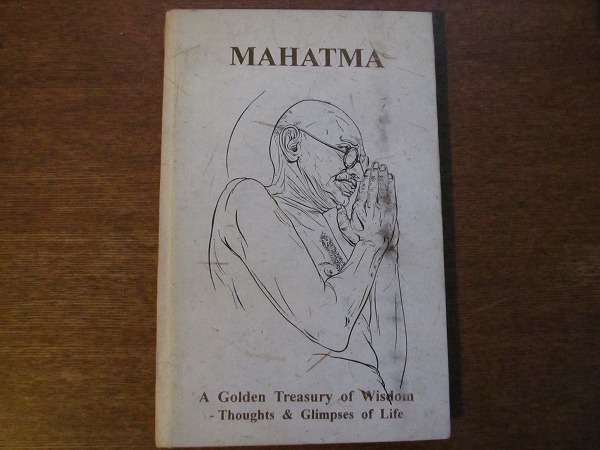 MAHATMA
A Golden Treasury of Wisdom
- Thoughts & Glimpses of Life